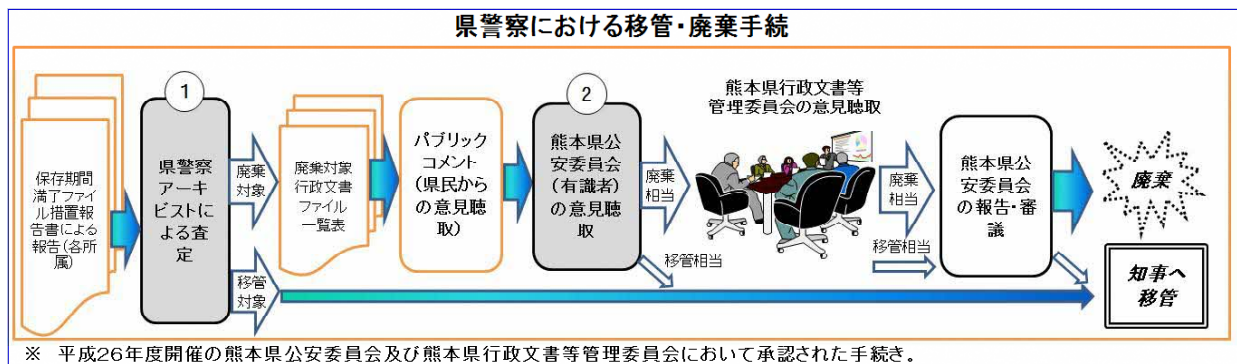 県警察における移管・廃棄手続
保存期間
満了ファイ
ル措置報
告書による
報告(各所
属)
1
県警察
アーキ
ビストに
よる査
定
廃棄
対象
移管
対象
廃棄対象
行政文書
ファイル
一覧表
パブリック
コメント
(県民から
の意見聴
取)
2
熊本県公
安委員会
(有識者)
の意見聴
取
廃棄
相当
移管相当
熊本県行政文書等
管理委員会の意見聴取
廃棄
相当
移管相当
熊本県公
安委員会
の報告・審
議
廃棄
知事へ
移管
※ 平成26年度開催の熊本県公安委員会及び熊本県行政文書等管理委員会において承認された手続き。